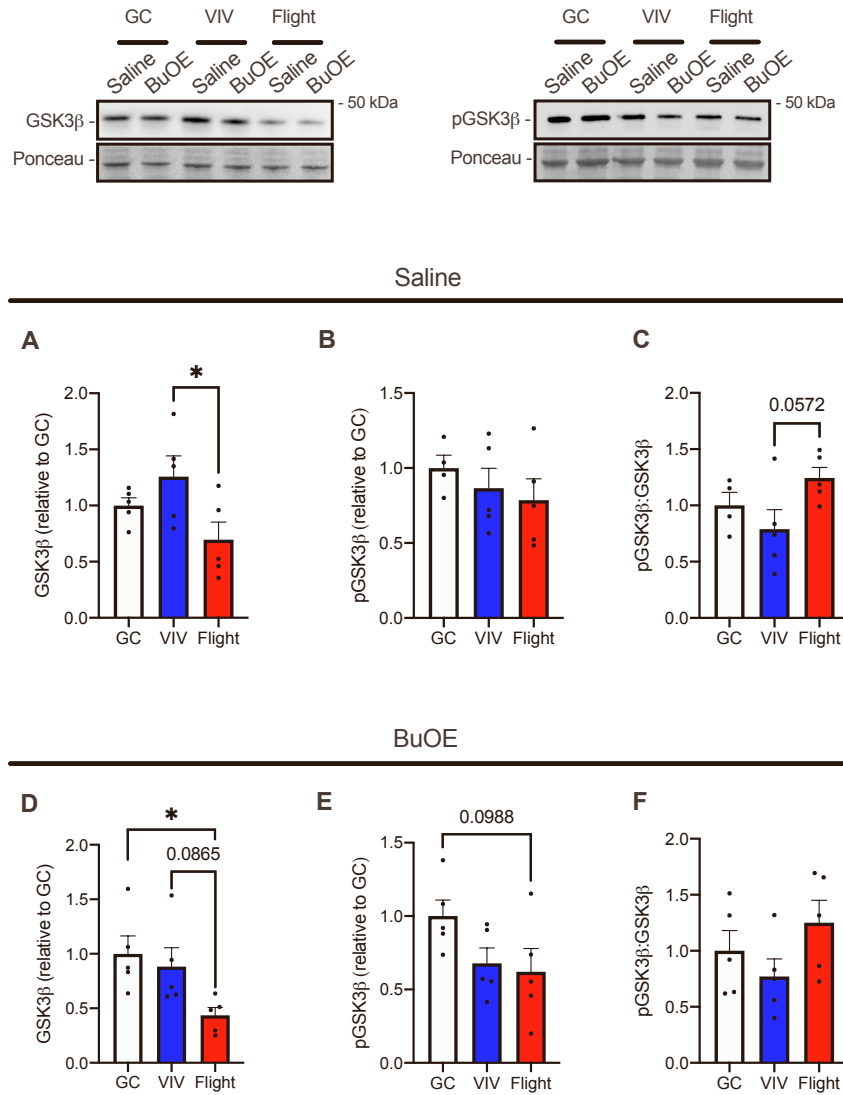 GC VIV Flight
Saline BuOE Saline BuOE Saline BuOE
- 50 kDa
GSK3β -
Ponceau -
GC VIV Flight
Saline BuOE Saline BuOE Saline BuOE
- 50 kDa
pGSK3β -
Ponceau -
Saline
A
GSK3β (relative to GC)
2.0
1.5
1.0
0.5
0.0
*
GC VIV Flight
B
pGSK3β (relative to GC)
1.5
1.0
0.5
0.0
GC VIV Flight
C
pGSK3β:GSK3β
2.0
1.5
1.0
0.5
0.0
0.0572
GC VIV Flight
BuOE
D
GSK3β (relative to GC)
2.0
1.5
1.0
0.5
0.0
*
0.0865
GC VIV Flight
E
pGSK3β (relative to GC)
1.5
1.0
0.5
0.0
0.0988
GC VIV Flight
F
pGSK3β:GSK3β
2.0
1.5
1.0
0.5
0.0
GC VIV Flight